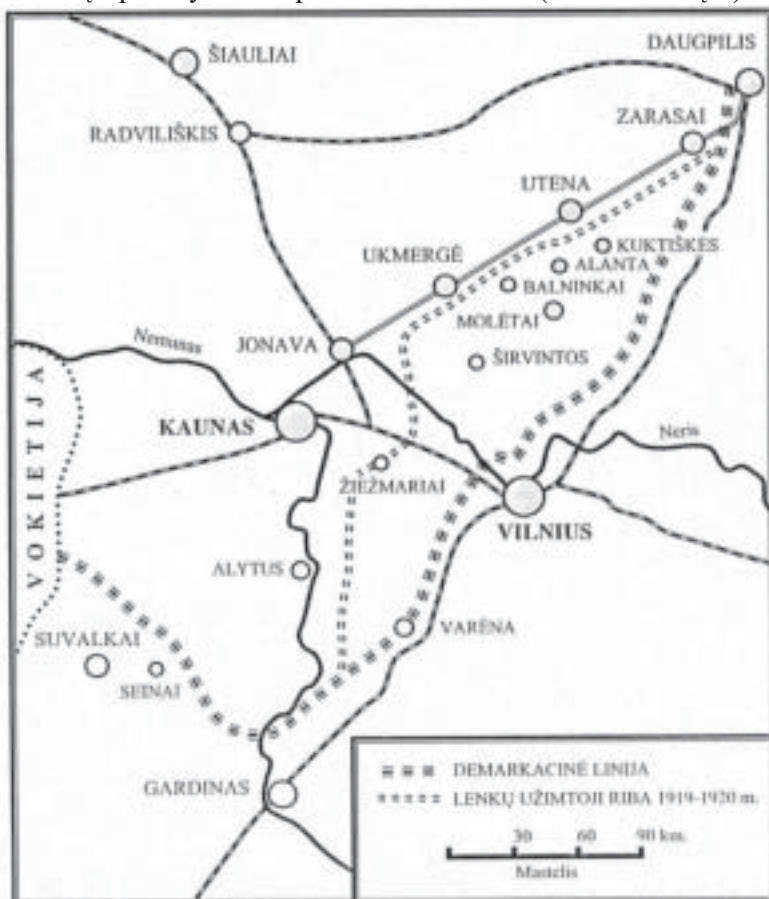 DAUGPILIS
ŠIAULIAI
RADVILIŠKIS
ZARASAI
UTENA
KUKTIŠKĖS
ALANTA
UKMERGĖ
BALNINKAI
MOLĖTAI
Nemunas
JONAVA
ŠIRVINTOS
VOKIETIJA
KAUNAS
Neris
ŽIEŽMARIAI
VILNIUS
ALYTUS
VARĖNA
SUVALKAI
SEINAI
GARDINAS
DEMARKACINĖ LINIJA
LENKŲ UŽIMTOJI RIBA 1919-1920 m.
30 60 90 km.
Mastelis